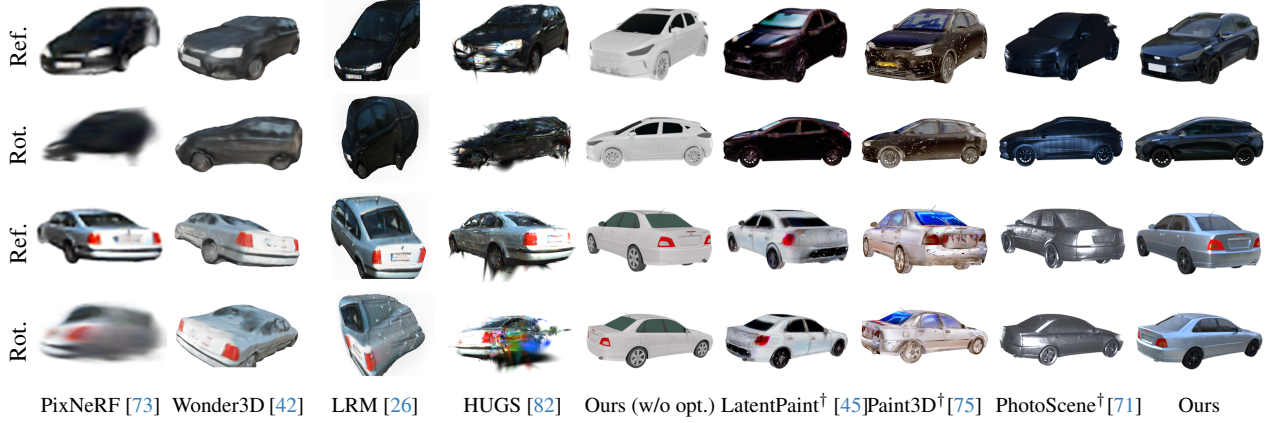 Ref.
Rot.
Ref.
Rot.
PixNeRF [73] Wonder3D [42] LRM [26] HUGS [82] Ours (w/o opt.) LatentPaint† [45] Paint3D† [75] PhotoScene† [71] Ours